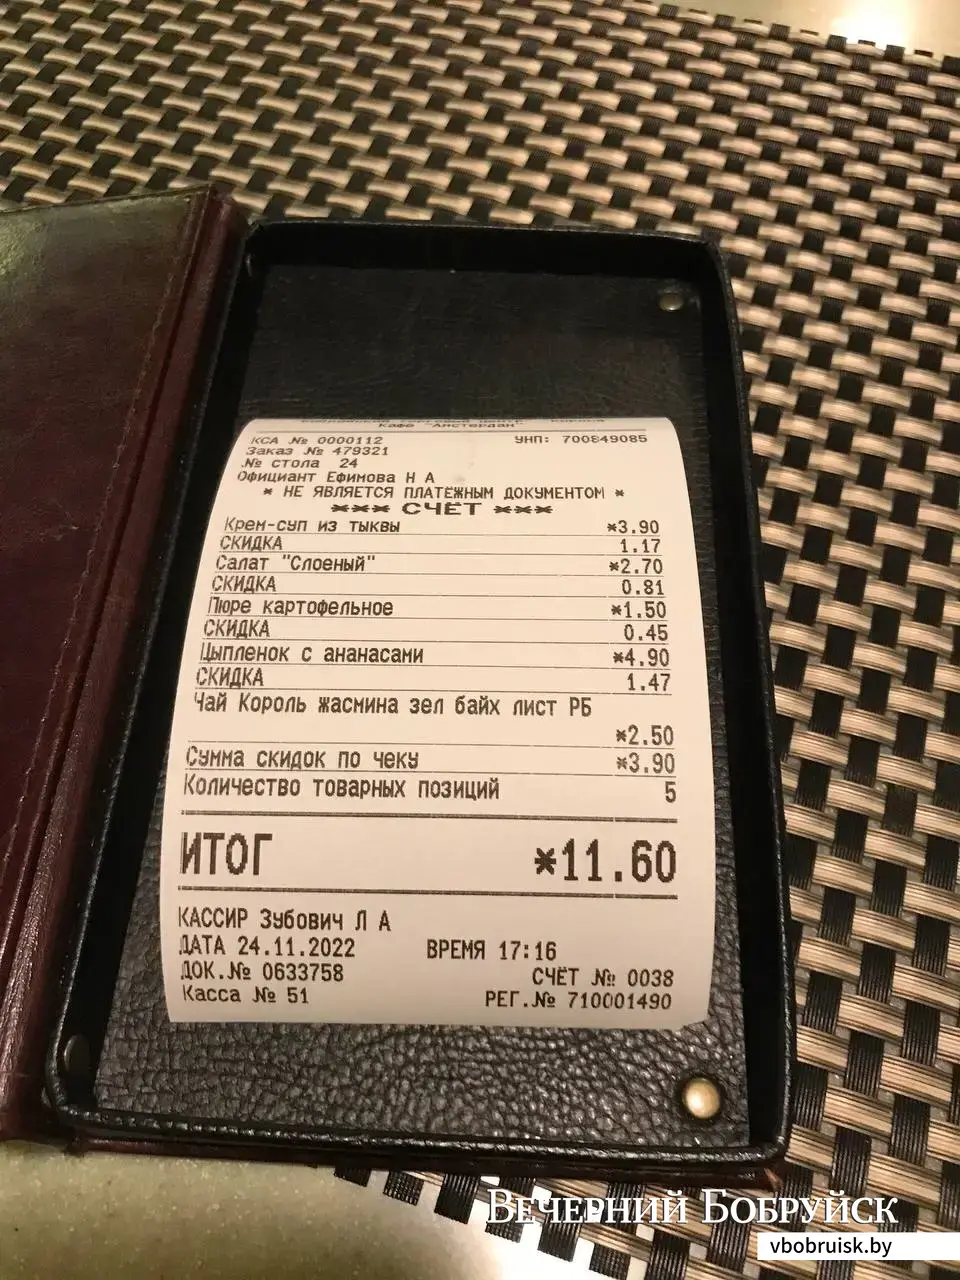 Кафе "Амстердам"
КСА № 0000112 УНП: 700849085
Заказ № 479321
№ стола 24
Официант Ефимова Н А
* НЕ ЯВЛЯЕТСЯ ПЛАТЁЖНЫМ ДОКУМЕНТОМ *
*** СЧЁТ ***
Крем-суп из тыквы *3.90
СКИДКА 1.17
Салат "Слоеный" *2.70
СКИДКА 0.81
Пюре картофельное *1.50
СКИДКА 0.45
Цыпленок с ананасами *4.90
СКИДКА 1.47
Чай Король жасмина зел байх лист РБ
*2.50
Сумма скидок по чеку *3.90
Количество товарных позиций 5
ИТОГ *11.60
КАССИР Зубович Л А
ДАТА 24.11.2022 ВРЕМЯ 17:16
ДОК.№ 0633758 СЧЁТ № 0038
Касса № 51 РЕГ.№ 710001490
Вечерний Бобруйск
vbobruisk.by